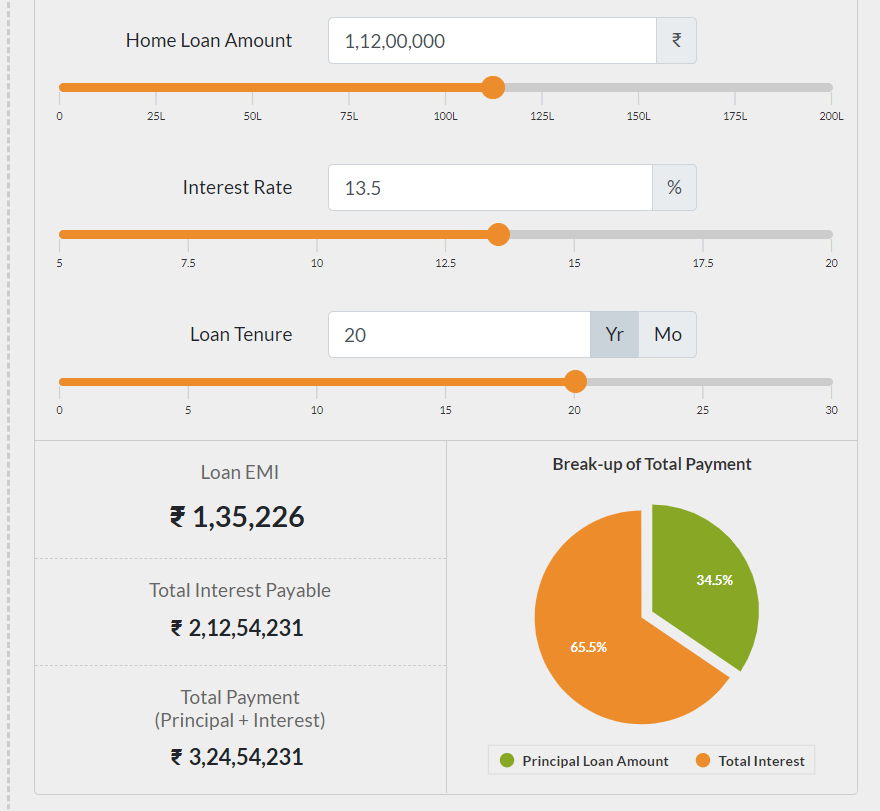 Home Loan Amount 1,12,00,000 ₹
0 25L 50L 75L 100L 125L 150L 175L 200L
Interest Rate 13.5 %
5 7.5 10 12.5 15 17.5 20
Loan Tenure 20 Yr Mo
0 5 10 15 20 25 30
Loan EMI
₹ 1,35,226
Total Interest Payable
₹ 2,12,54,231
Total Payment
(Principal + Interest)
₹ 3,24,54,231
Break-up of Total Payment
34.5%
65.5%
Principal Loan Amount Total Interest